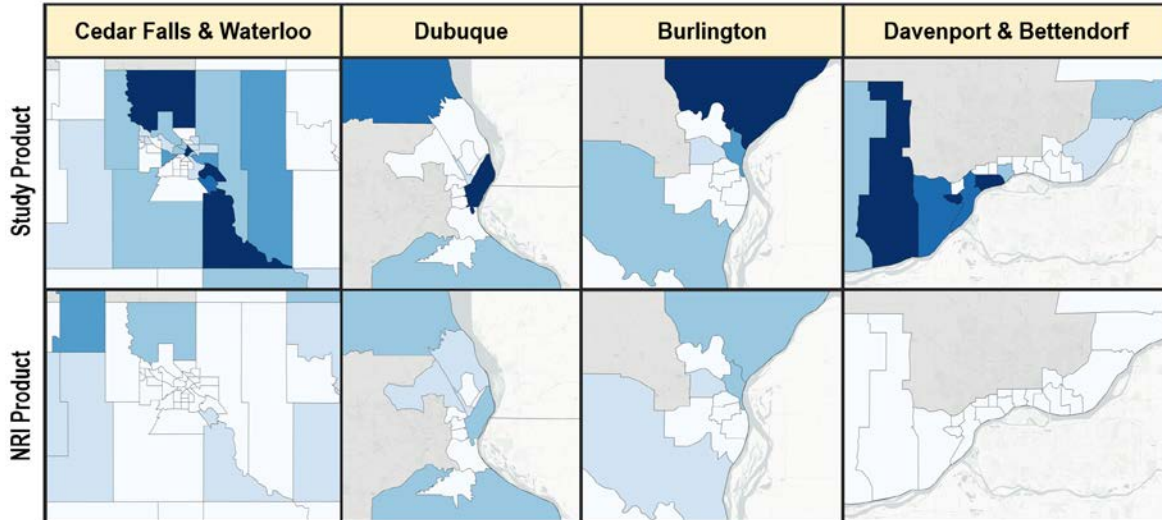 Cedar Falls & Waterloo
Dubuque
Burlington
Davenport & Bettendorf
Study Product
NRI Product